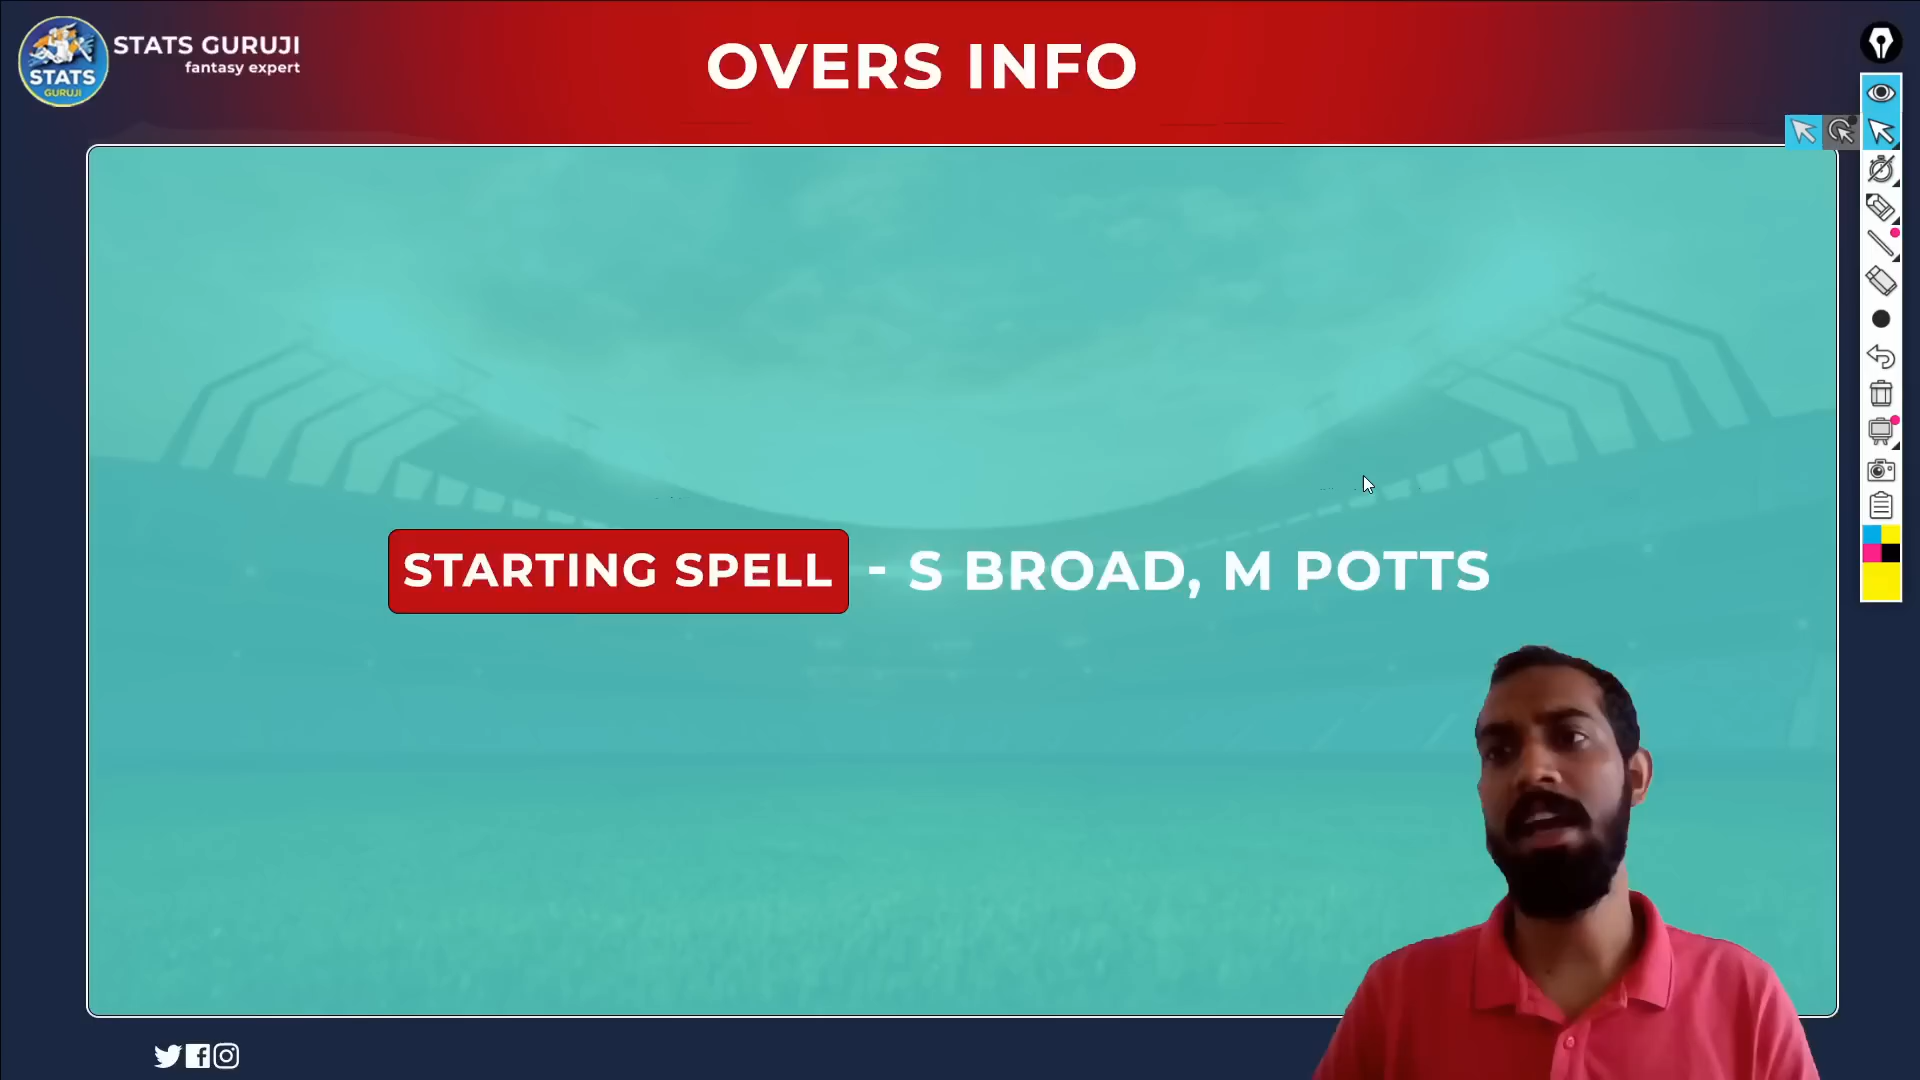 STATS GURUJI
fantasy expert
STATS
GURUJI
OVERS INFO
STARTING SPELL - S BROAD, M POTTS